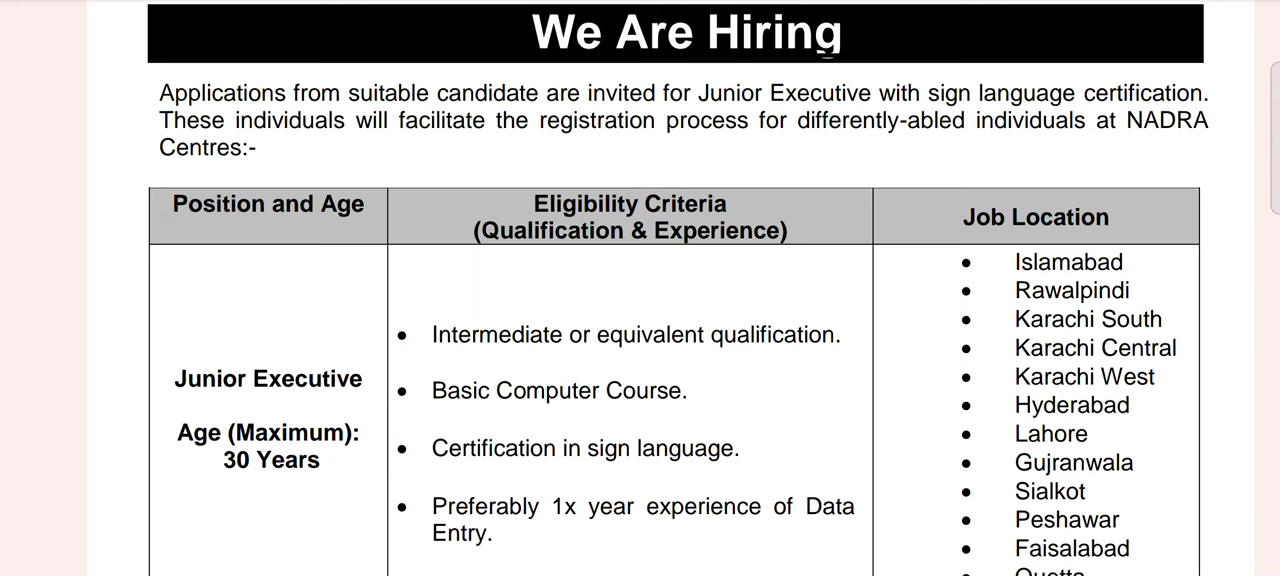 We Are Hiring
Applications from suitable candidate are invited for Junior Executive with sign language certification.
These individuals will facilitate the registration process for differently-abled individuals at NADRA
Centres:-
Position and Age
Eligibility Criteria
(Qualification & Experience)
Job Location
Junior Executive
Age (Maximum):
30 Years
• Intermediate or equivalent qualification.
• Basic Computer Course.
• Certification in sign language.
• Preferably 1x year experience of Data
Entry.
• Islamabad
• Rawalpindi
• Karachi South
• Karachi Central
• Karachi West
• Hyderabad
• Lahore
• Gujranwala
• Sialkot
• Peshawar
• Faisalabad
• Quetta